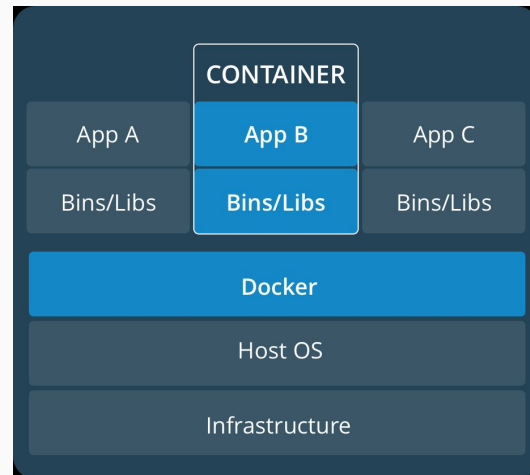 CONTAINER
App A
App B
App C
Bins/Libs
Bins/Libs
Bins/Libs
Docker
Host OS
Infrastructure